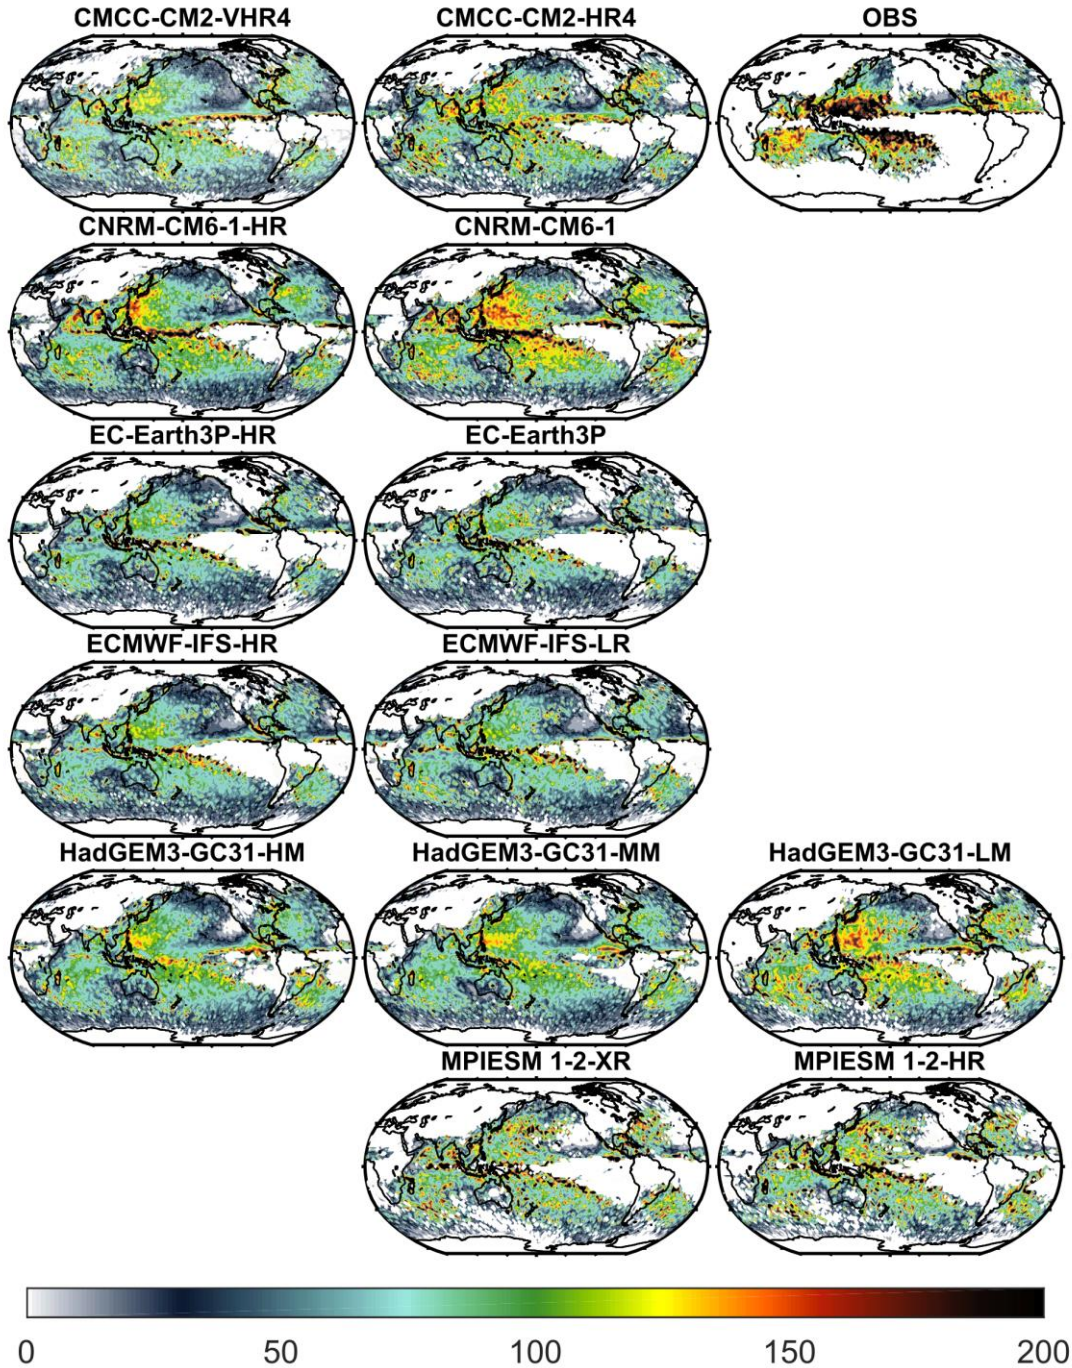 CMCC-CM2-VHR4 CMCC-CM2-HR4 OBS
CNRM-CM6-1-HR CNRM-CM6-1
EC-Earth3P-HR EC-Earth3P
ECMWF-IFS-HR ECMWF-IFS-LR
HadGEM3-GC31-HM HadGEM3-GC31-MM HadGEM3-GC31-LM
MPIESM 1-2-XR MPIESM 1-2-HR
0 50 100 150 200